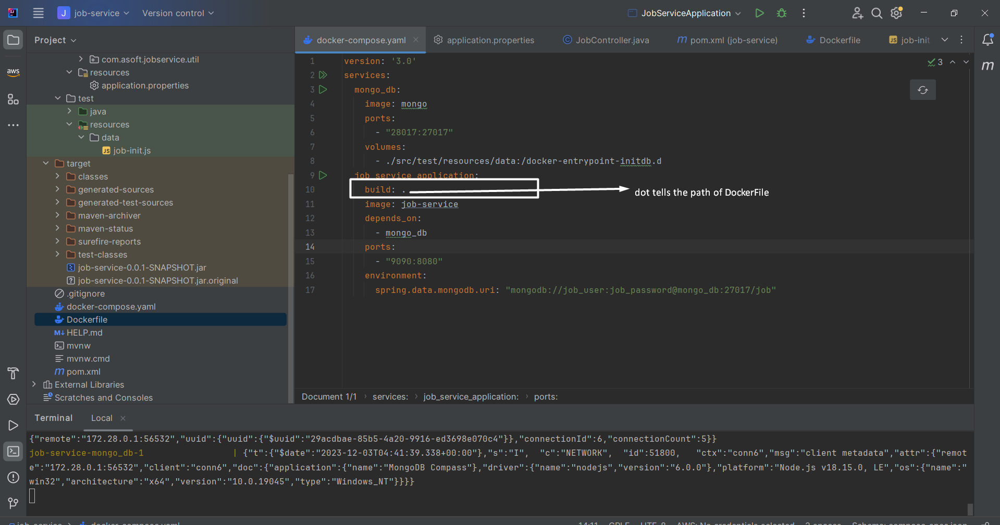 J job-service Version control JobServiceApplication
Project
docker-compose.yaml application.properties JobController.java pom.xml (job-service) Dockerfile JS job-init
aws
com.asoft.jobservice.util
resources
application.properties
test
java
resources
data
JS job-init.js
target
classes
generated-sources
generated-test-sources
maven-archiver
maven-status
surefire-reports
test-classes
job-service-0.0.1-SNAPSHOT.jar
job-service-0.0.1-SNAPSHOT.jar.original
.gitignore
docker-compose.yaml
Dockerfile
HELP.md
mvnw
mvnw.cmd
pom.xml
External Libraries
Scratches and Consoles
3
1 version: '3.0'
2 services:
3 mongo_db:
4 image: mongo
5 ports:
6 - "28017:27017"
7 volumes:
8 - ./src/test/resources/data:/docker-entrypoint-initdb.d
9 job_service_application:
10 build: .
dot tells the path of DockerFile
11 image: job-service
12 depends_on:
13 - mongo_db
14 ports:
15 - "9090:8080"
16 environment:
17 spring.data.mongodb.uri: "mongodb://job_user:job_password@mongo_db:27017/job"
Document 1/1 services: job_service_application: ports:
Terminal Local
{"remote":"172.28.0.1:56532","uuid":{"uuid":{"$uuid":"29acdbae-85b5-4a20-9916-ed3698e070c4"}},"connectionId":6,"connectionCount":5}}
job-service-mongo_db-1 | {"t":{"$date":"2023-12-03T04:41:39.338+00:00"},"s":"I", "c":"NETWORK", "id":51800, "ctx":"conn6","msg":"client metadata","attr":{"remot
e":"172.28.0.1:56532","client":"conn6","doc":{"application":{"name":"MongoDB Compass"},"driver":{"name":"nodejs","version":"6.0.0"},"platform":"Node.js v18.15.0, LE","os":{"name":"
win32","architecture":"x64","version":"10.0.19045","type":"Windows_NT"}}}}
job-service docker-compose.yaml 14:11 CRLF UTF-8 AWS: No credentials selected 2 spaces